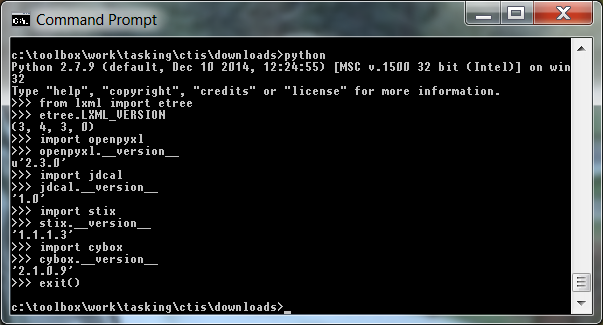 Command Prompt
c:\toolbox\work\tasking\ctis\downloads>python
Python 2.7.9 (default, Dec 10 2014, 12:24:55) [MSC v.1500 32 bit (Intel)] on win
32
Type "help", "copyright", "credits" or "license" for more information.
>>> from lxml import etree
>>> etree.LXML_VERSION
(3, 4, 3, 0)
>>> import openpyxl
>>> openpyxl.__version__
u'2.3.0'
>>> import jdcal
>>> jdcal.__version__
'1.0'
>>> import stix
>>> stix.__version__
'1.1.1.3'
>>> import cybox
>>> cybox.__version__
'2.1.0.9'
>>> exit()
c:\toolbox\work\tasking\ctis\downloads>_